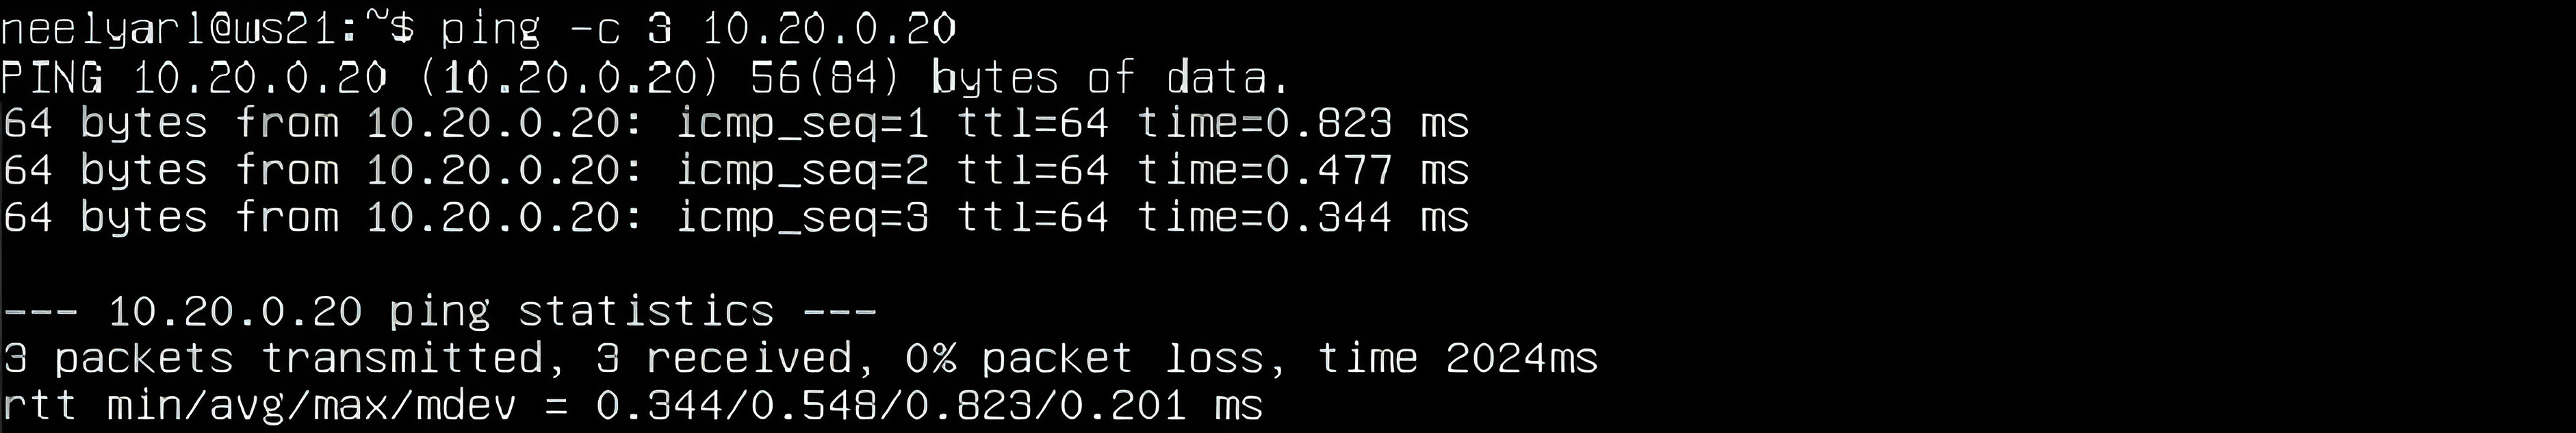 neelyarl@ws21:~$ ping -c 3 10.20.0.20
PING 10.20.0.20 (10.20.0.20) 56(84) bytes of data.
64 bytes from 10.20.0.20: icmp_seq=1 ttl=64 time=0.823 ms
64 bytes from 10.20.0.20: icmp_seq=2 ttl=64 time=0.477 ms
64 bytes from 10.20.0.20: icmp_seq=3 ttl=64 time=0.344 ms
--- 10.20.0.20 ping statistics ---
3 packets transmitted, 3 received, 0% packet loss, time 2024ms
rtt min/avg/max/mdev = 0.344/0.548/0.823/0.201 ms